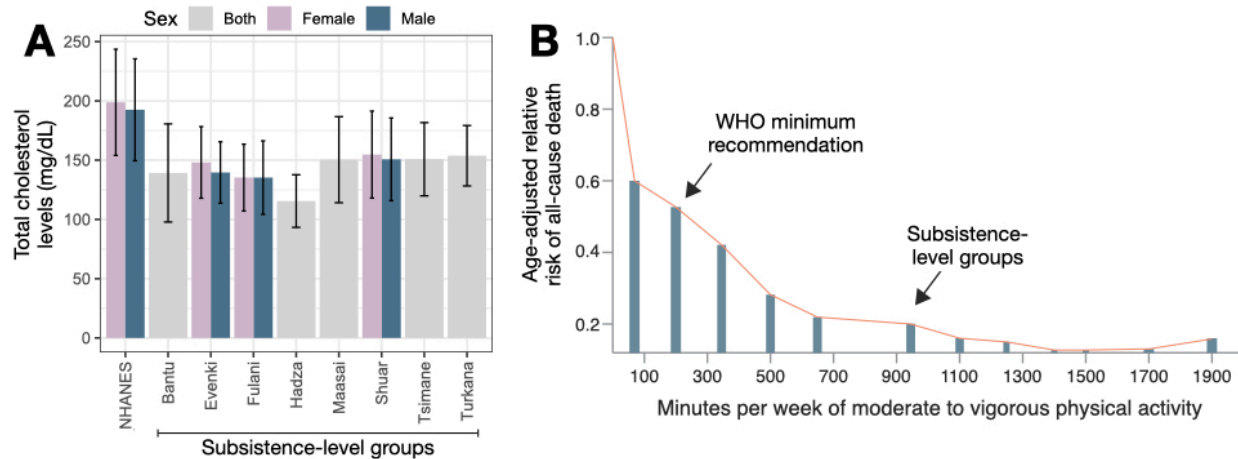 A
Sex Both Female Male
Total cholesterol
levels (mg/dL)
250
200
150
100
50
0
NHANES
Bantu
Evenki
Fulani
Hadza
Maasai
Shuar
Tsimane
Turkana
Subsistence-level groups
B
Age-adjusted relative
risk of all-cause death
1.0
0.8
0.6
0.4
0.2
WHO minimum
recommendation
Subsistence-
level groups
100 300 500 700 900 1100 1300 1500 1700 1900
Minutes per week of moderate to vigorous physical activity